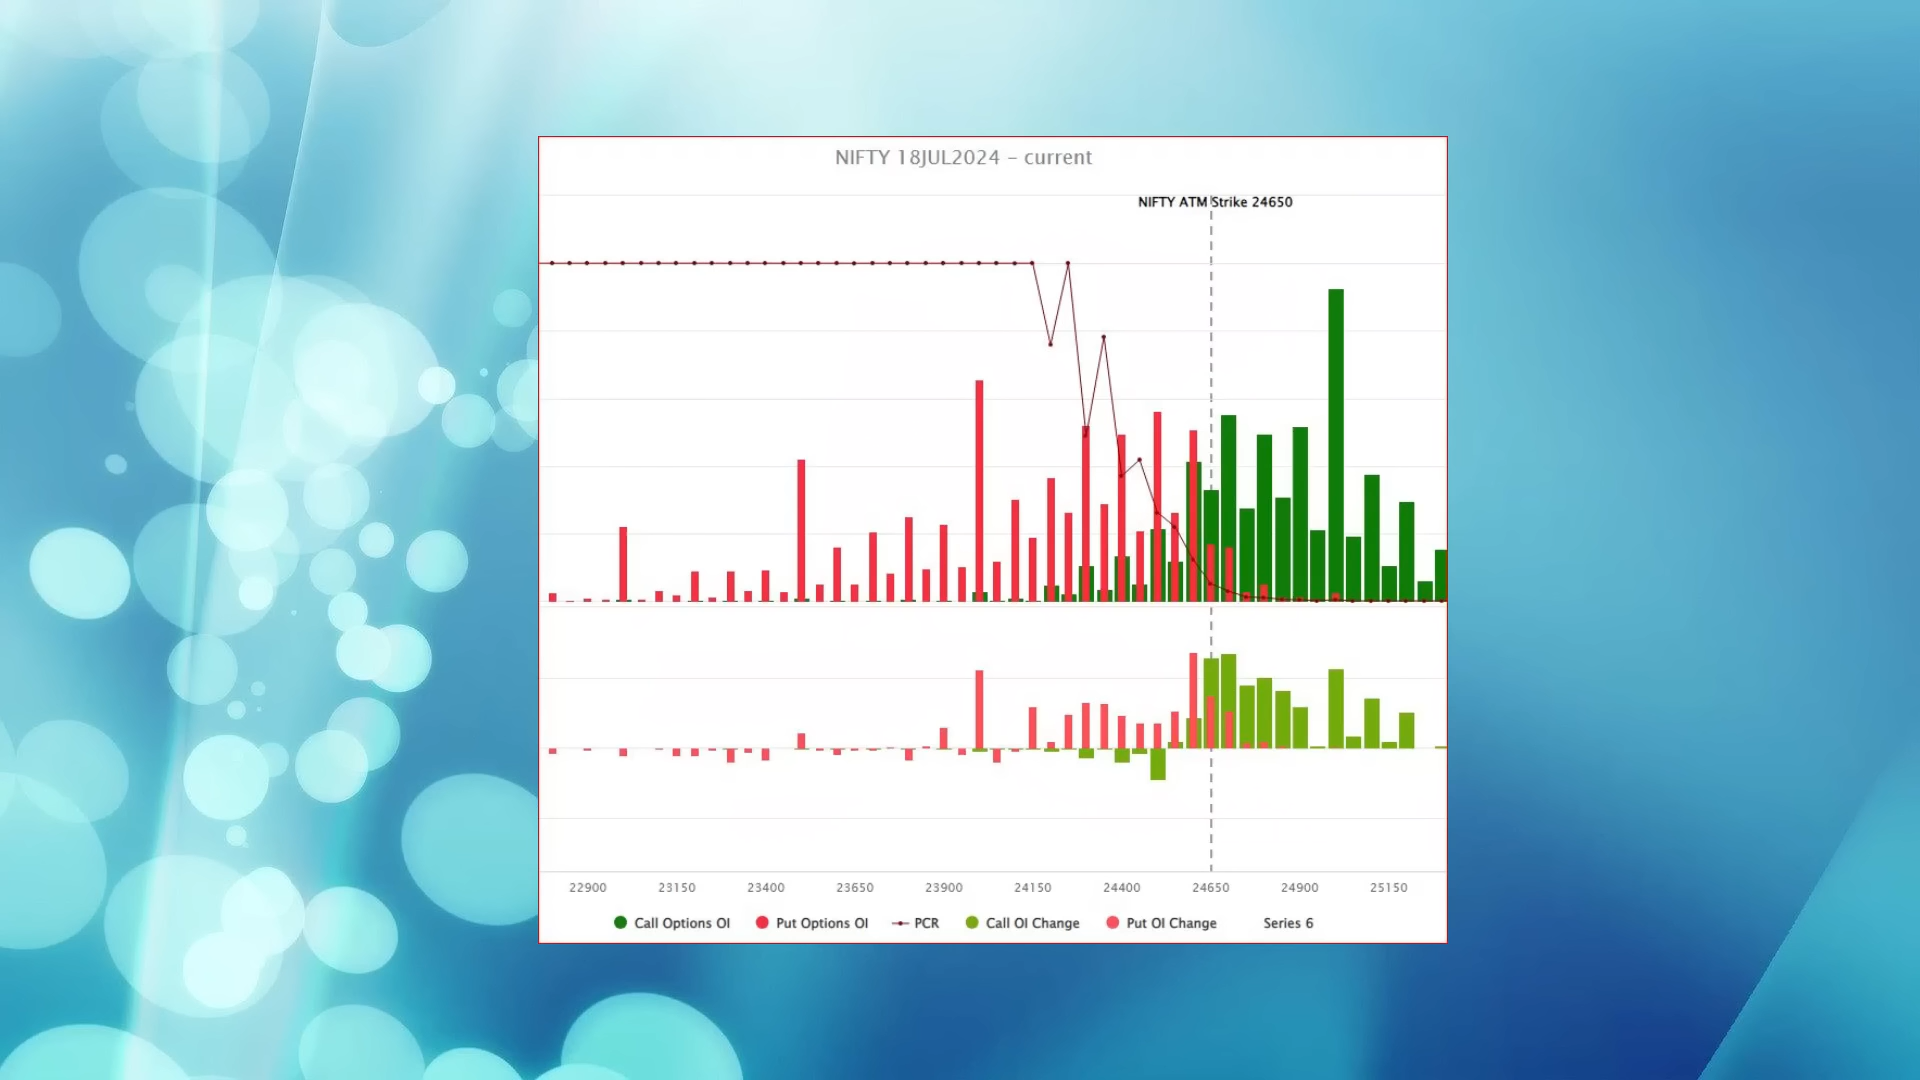 NIFTY 18JUL2024 – current
NIFTY ATM Strike 24650
22900 23150 23400 23650 23900 24150 24400 24650 24900 25150
Call Options OI Put Options OI PCR Call OI Change Put OI Change Series 6